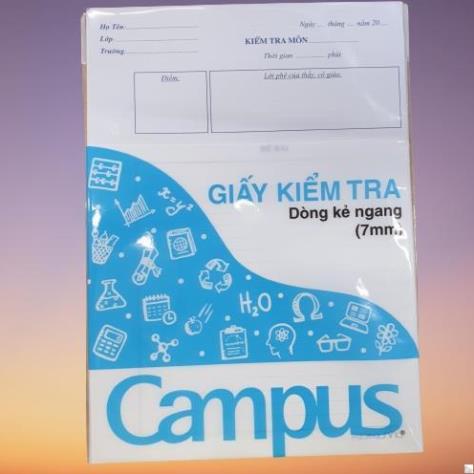 Họ Tên:
Ngày ... tháng ... năm 20....
Lớp
KIỂM TRA MÔN
Trường:
Thời gian ............ phút
Điểm:
Lời phê của thầy, cô giáo:
GIẤY KIỂM TRA
Dòng kẻ ngang
(7mm)
x=y²
H₂O
Ω
Campus